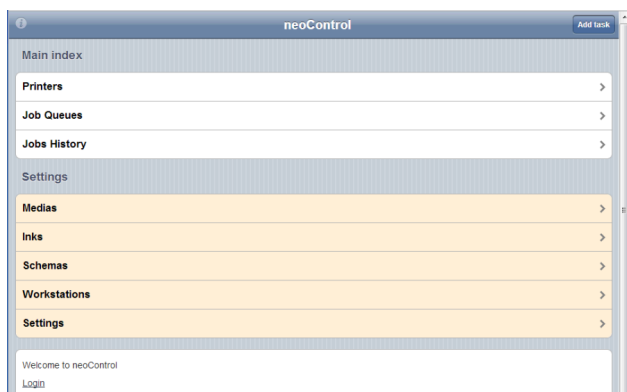 neoControl
Add task
Main index
Printers
Job Queues
Jobs History
Settings
Medias
Inks
Schemas
Workstations
Settings
Welcome to neoControl
Login